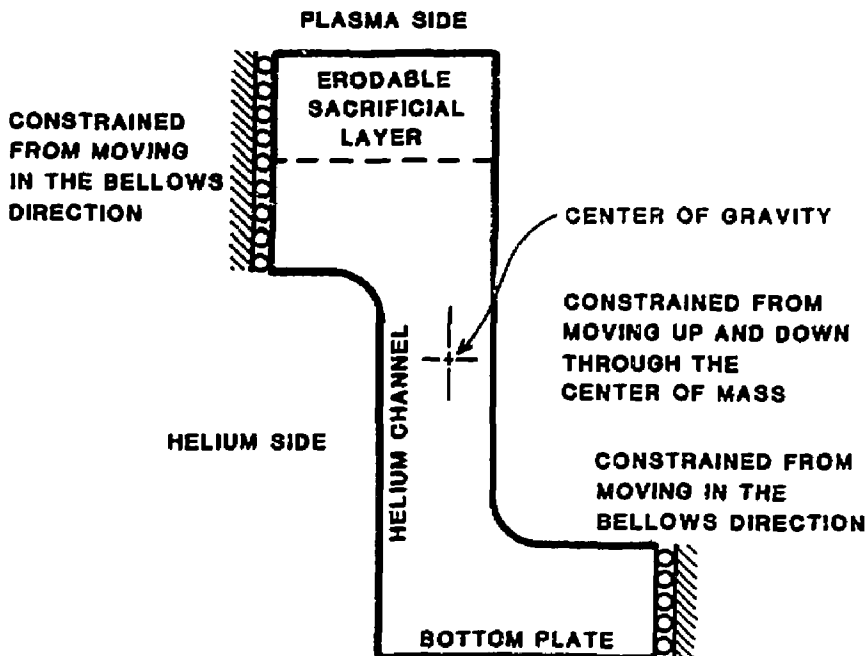 PLASMA SIDE
ERODABLE
SACRIFICIAL
LAYER
CONSTRAINED
FROM MOVING
IN THE BELLOWS
DIRECTION
CENTER OF GRAVITY
CONSTRAINED FROM
MOVING UP AND DOWN
THROUGH THE
CENTER OF MASS
HELIUM CHANNEL
HELIUM SIDE
CONSTRAINED FROM
MOVING IN THE
BELLOWS DIRECTION
BOTTOM PLATE